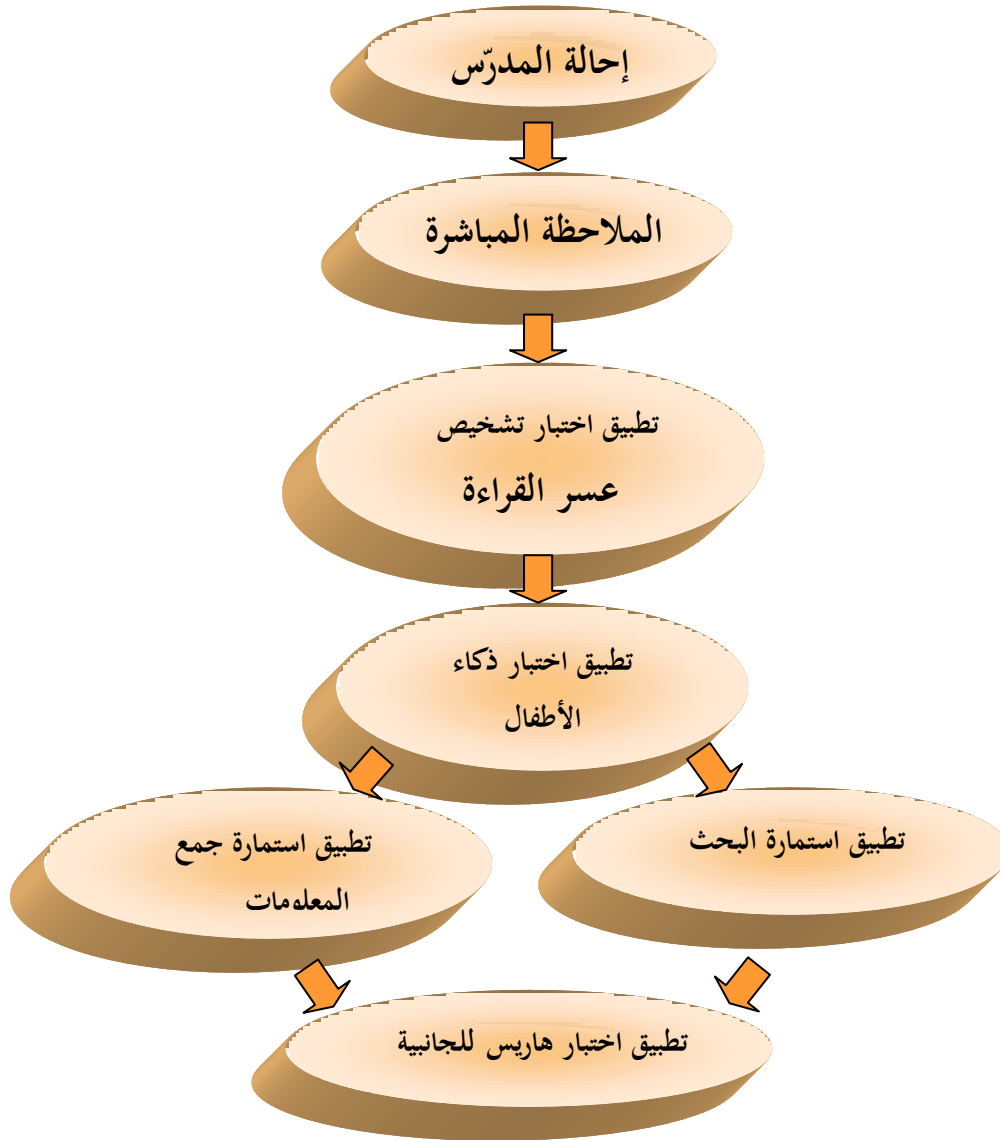 إحالة المدرّس
الملاحظة المباشرة
تطبيق اختبار تشخيص
عسر القراءة
تطبيق اختبار ذكاء
الأطفال
تطبيق استمارة البحث
تطبيق استمارة جمع
المعلومات
تطبيق اختبار هاريس للجانبية